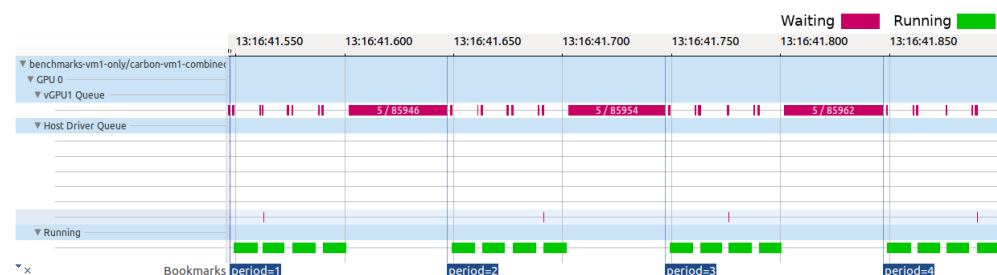 Waiting Running
13:16:41.550 13:16:41.600 13:16:41.650 13:16:41.700 13:16:41.750 13:16:41.800 13:16:41.850
benchmarks-vm1-only/carbon-vm1-combined
GPU 0
vGPU1 Queue
5 / 85946 5 / 85954 5 / 85962
Host Driver Queue
Running
Bookmarks period=1 period=2 period=3 period=4